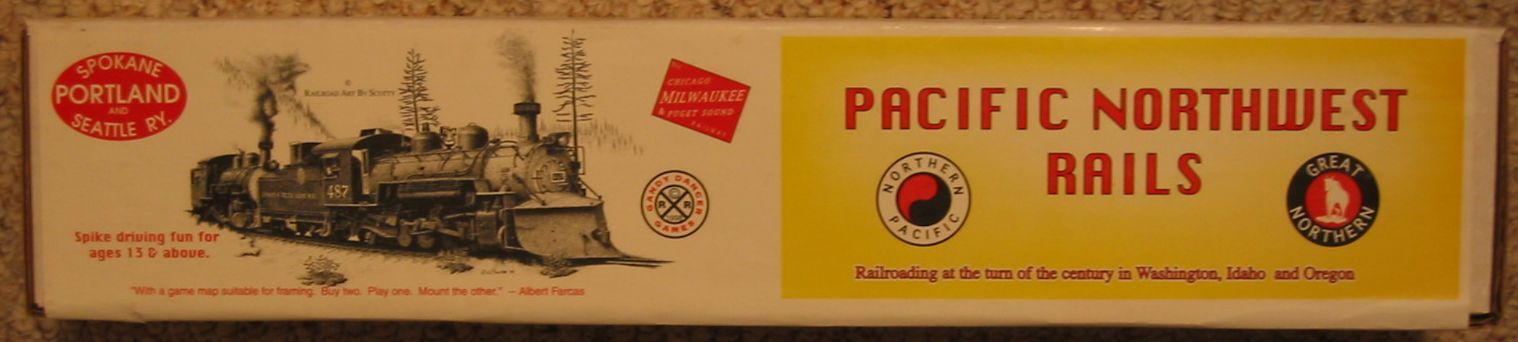 SPOKANE
PORTLAND
AND
SEATTLE RY.
©
RAILROAD ART BY SCOTTY
487
The
CHICAGO
MILWAUKEE
& PUGET SOUND
RAILWAY
GANDY DANCER
R R
GAMES
Spike driving fun for
ages 13 & above.
"With a game map suitable for framing. Buy two. Play one. Mount the other." – Albert Farcas
PACIFIC NORTHWEST
RAILS
NORTHERN
PACIFIC
GREAT
NORTHERN
Railroading at the turn of the century in Washington, Idaho and Oregon